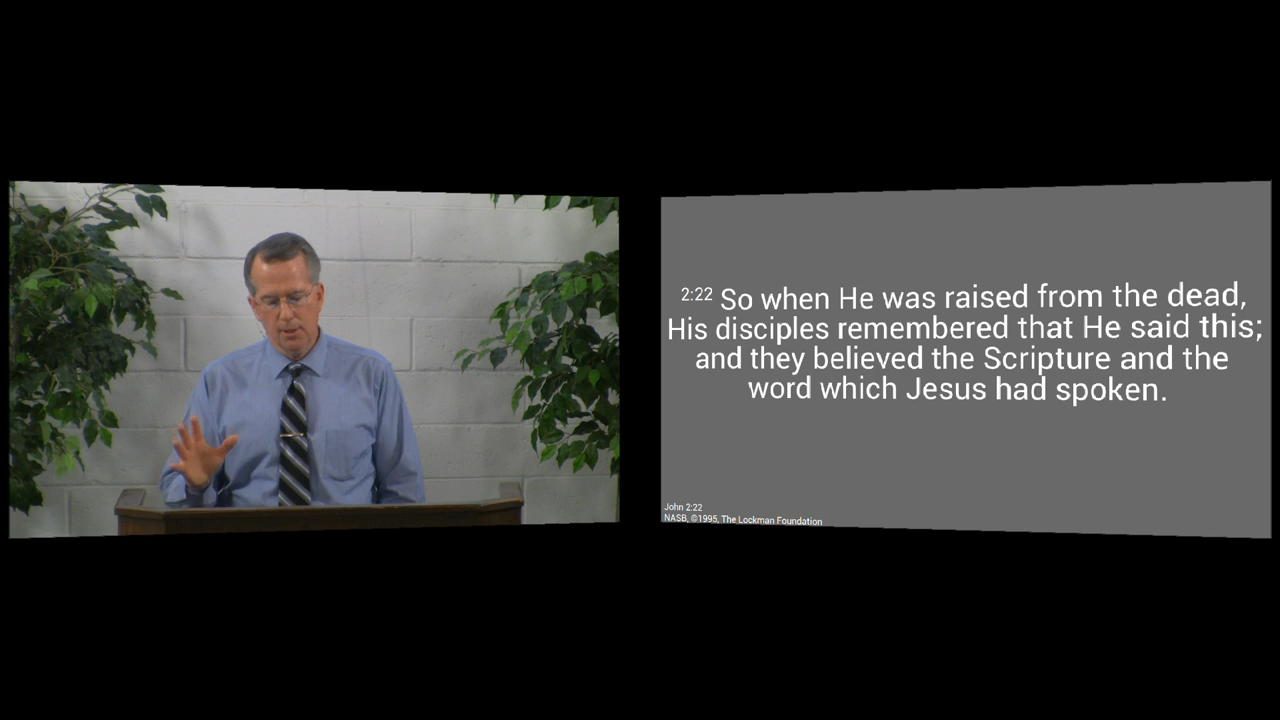 2:22 So when He was raised from the dead,
His disciples remembered that He said this;
and they believed the Scripture and the
word which Jesus had spoken.
John 2:22
NASB, ©1995, The Lockman Foundation